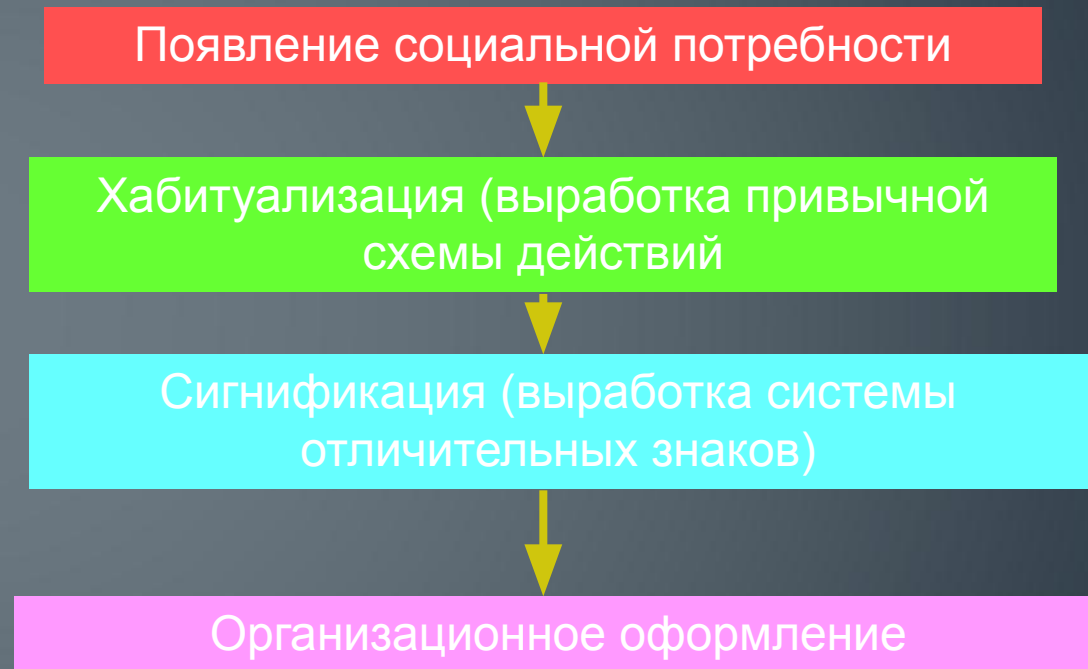 Появление социальной потребности
Хабитуализация (выработка привычной
схемы действий
Сигнификация (выработка системы
отличительных знаков)
Организационное оформление